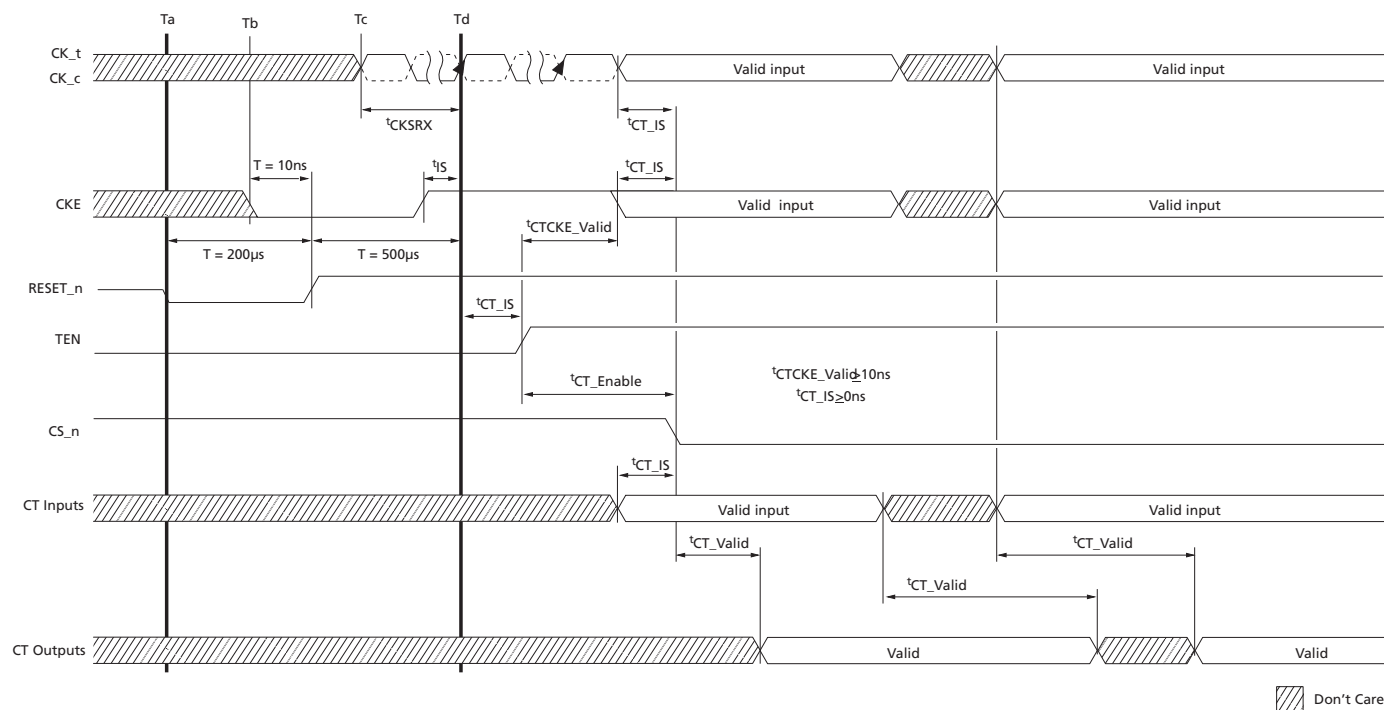 Ta Tb Tc Td
CK_t
CK_c
Valid input Valid input
tCKSRX tCT_IS
T = 10ns tIS tCT_IS
CKE Valid input Valid input
tCTCKE_Valid
T = 200µs T = 500µs
RESET_n
tCT_IS
TEN
tCT_Enable tCTCKE_Valid≥10ns
tCT_IS≥0ns
CS_n
tCT_IS
CT Inputs Valid input Valid input
tCT_Valid tCT_Valid
tCT_Valid
CT Outputs Valid Valid
Don't Care